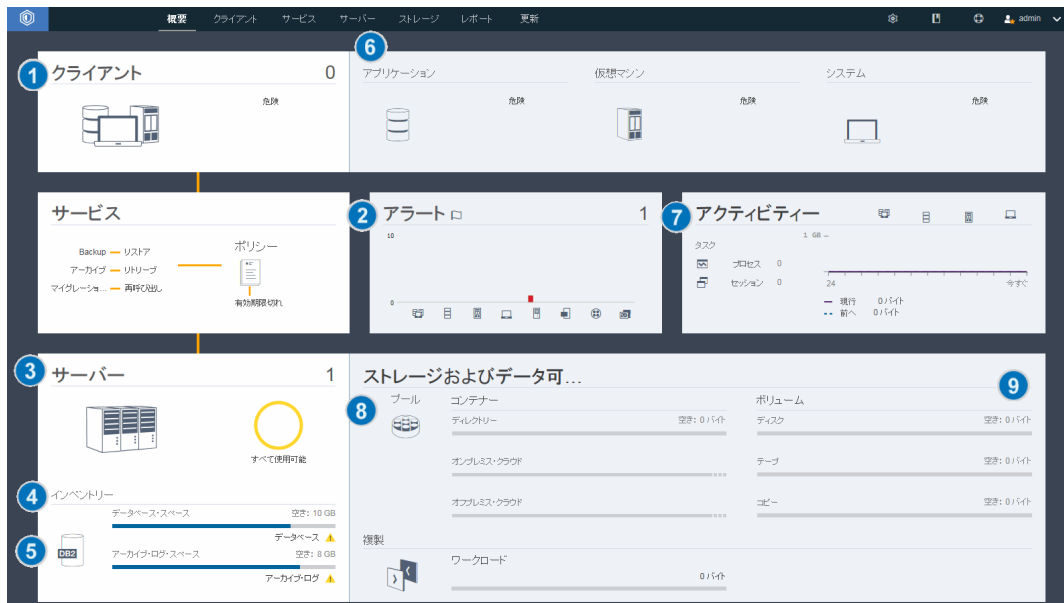 概要 クライアント サービス サーバー ストレージ レポート 更新 admin
1 クライアント 0
危険
6
アプリケーション 仮想マシン システム
危険 危険 危険
サービス
Backup リストア
アーカイブ リトリーブ
マイグレーショ... 再呼び出し
ポリシー
有効期限切れ
2 アラート 1
10
0
7 アクティビティー
タスク
プロセス 0
セッション 0
1 GB
24 今すぐ
現行 0 バイト
前へ 0 バイト
3 サーバー 1
すべて使用可能
4 インベントリー
データベース・スペース 空き: 10 GB
データベース
5 DB2
アーカイブ・ログ・スペース 空き: 8 GB
アーカイブ・ログ
ストレージおよびデータ可...
8 プール コンテナー
ディレクトリー 空き: 0 バイト
オンプレミス・クラウド
オフプレミス・クラウド
9
ボリューム
ディスク 空き: 0 バイト
テープ 空き: 0 バイト
コピー 空き: 0 バイト
複製
ワークロード
0 バイト